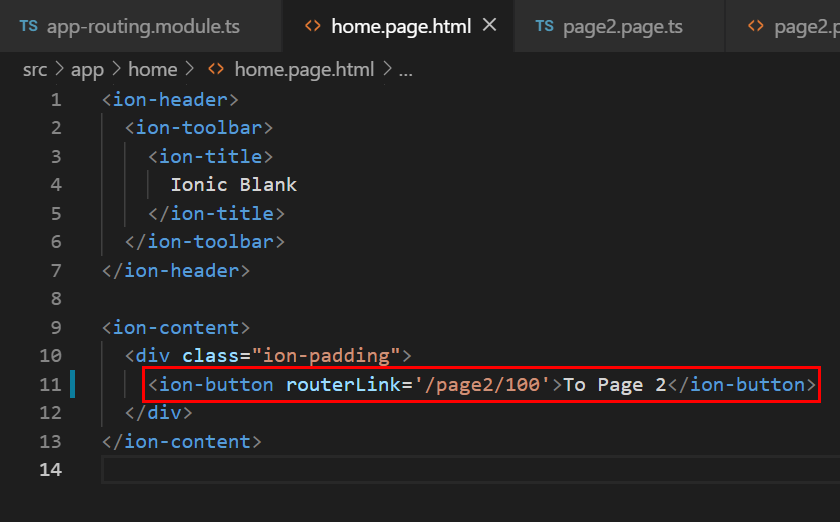 TS app-routing.module.ts <> home.page.html × TS page2.page.ts <> page2.p
src > app > home > <> home.page.html > ...
1 <ion-header>
2 <ion-toolbar>
3 <ion-title>
4 Ionic Blank
5 </ion-title>
6 </ion-toolbar>
7 </ion-header>
8
9 <ion-content>
10 <div class="ion-padding">
11 <ion-button routerLink='/page2/100'>To Page 2</ion-button>
12 </div>
13 </ion-content>
14